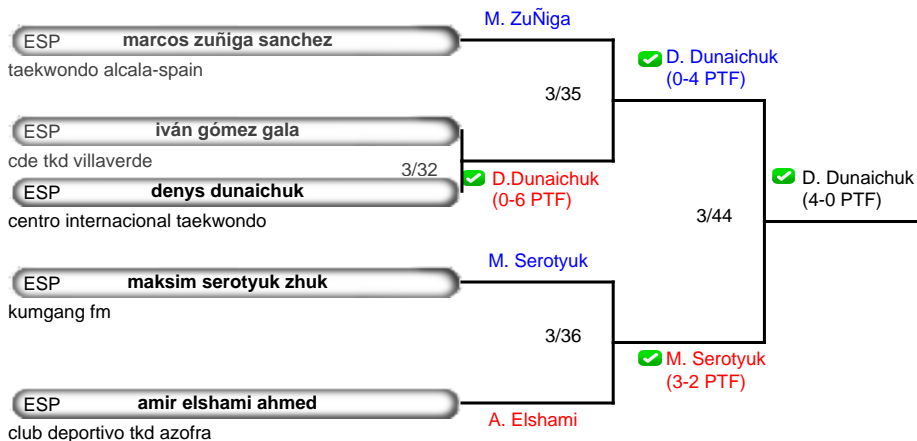 M. ZuÑiga
ESP marcos zuñiga sanchez
taekwondo alcala-spain
D. Dunaichuk
(0-4 PTF)
3/35
ESP iván gómez gala
cde tkd villaverde
3/32
D.Dunaichuk
(0-6 PTF)
ESP denys dunaichuk
centro internacional taekwondo
D. Dunaichuk
(4-0 PTF)
3/44
M. Serotyuk
ESP maksim serotyuk zhuk
kumgang fm
3/36
M. Serotyuk
(3-2 PTF)
ESP amir elshami ahmed
A. Elshami
club deportivo tkd azofra